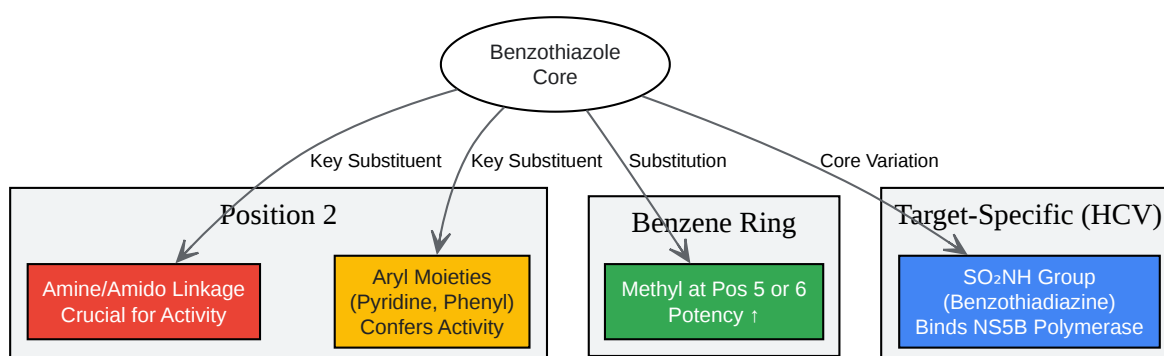 Benzothiazole
Core
Key Substituent
Key Substituent
Substitution
Core Variation
Position 2
Benzene Ring
Target-Specific (HCV)
Amine/Amido Linkage
Crucial for Activity
Aryl Moieties
(Pyridine, Phenyl)
Confers Activity
Methyl at Pos 5 or 6
Potency ↑
SO₂NH Group
(Benzothiadiazine)
Binds NS5B Polymerase